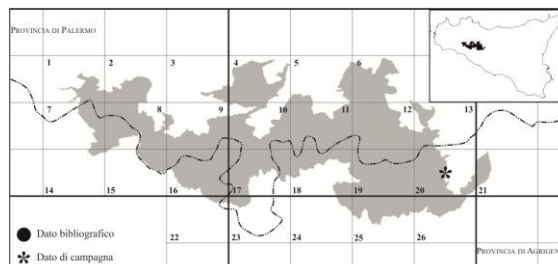 PROVINCIA DI PALERMO
1 2 3 4 5 6
7 8 9 10 11 12 13
14 15 16 17 18 19 20 21
22 23 24 25 26
Dato bibliografico
Dato di campagna
PROVINCIA DI AGRIGEN